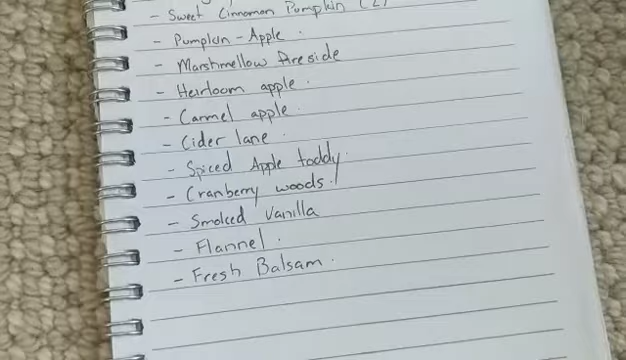 - Sweet Cinnamon Pumpkin (2)
- Pumpkin - Apple .
- Marshmellow fireside
- Heirloom apple .
- Carmel apple .
- Cider lane .
- Spiced Apple toddy.
- Cranberry woods.
- Smoked Vanilla
- Flannel .
- Fresh Balsam .